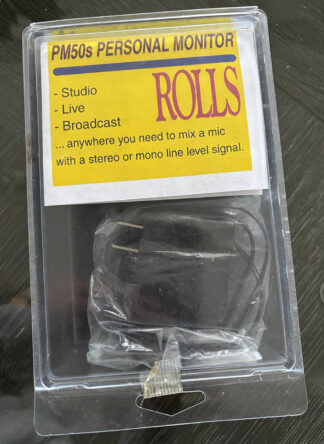 PM50s PERSONAL MONITOR
- Studio
- Live
- Broadcast
ROLLS
... anywhere you need to mix a mic
with a stereo or mono line level signal.